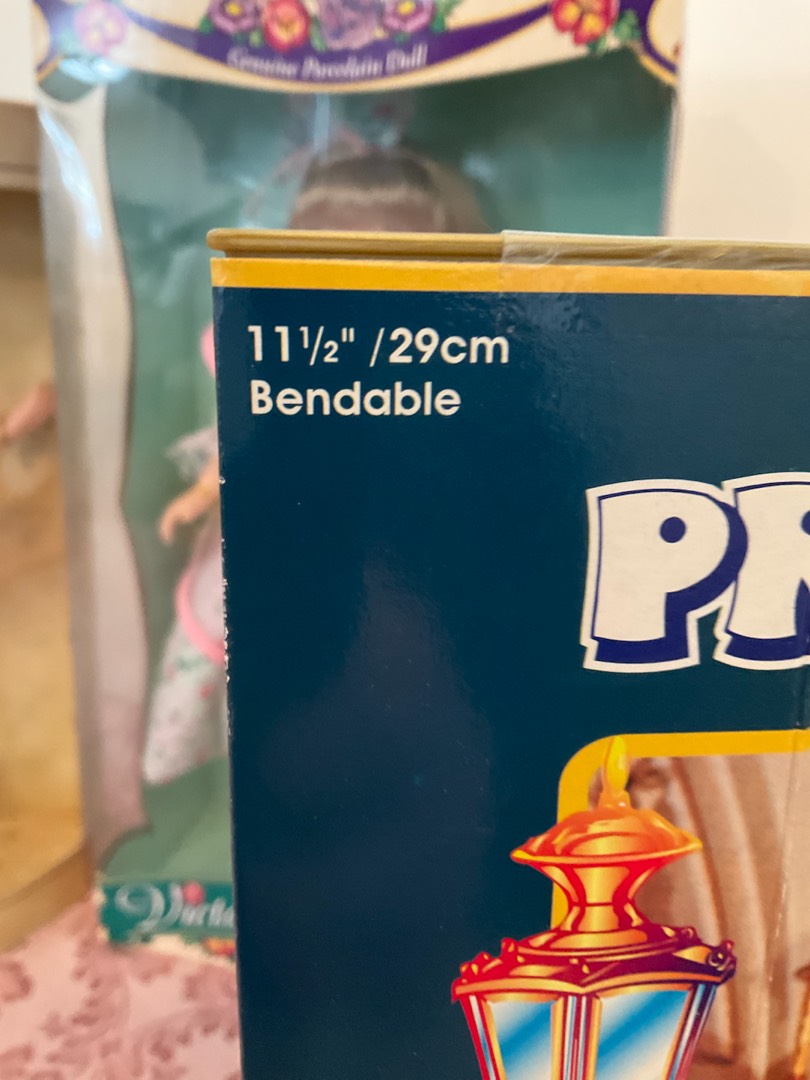 Genuine Porcelain Doll
11½" /29cm
Bendable
PR